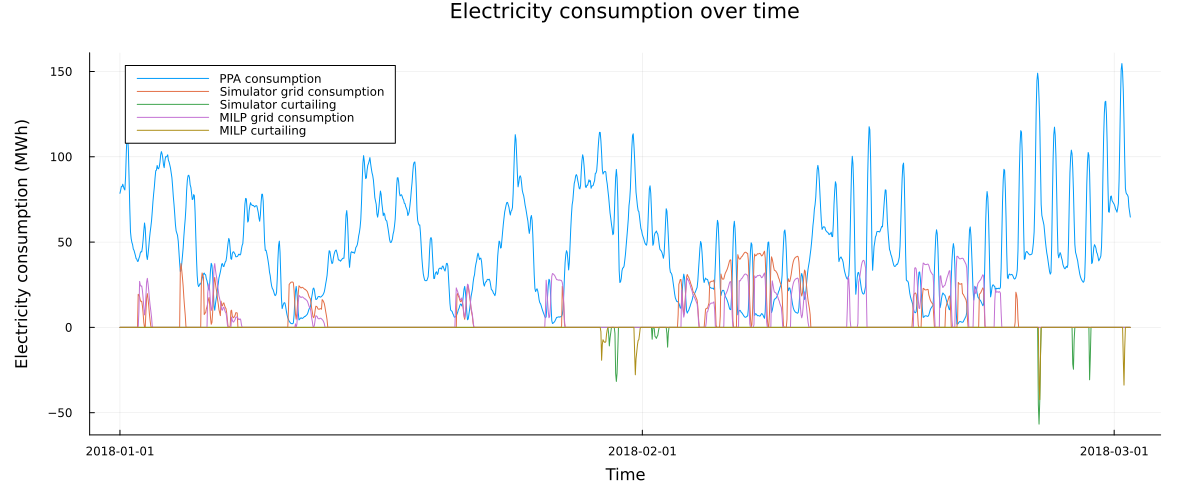 Electricity consumption over time
Electricity consumption (MWh)
150
100
50
0
−50
PPA consumption
Simulator grid consumption
Simulator curtailing
MILP grid consumption
MILP curtailing
2018-01-01
2018-02-01
2018-03-01
Time